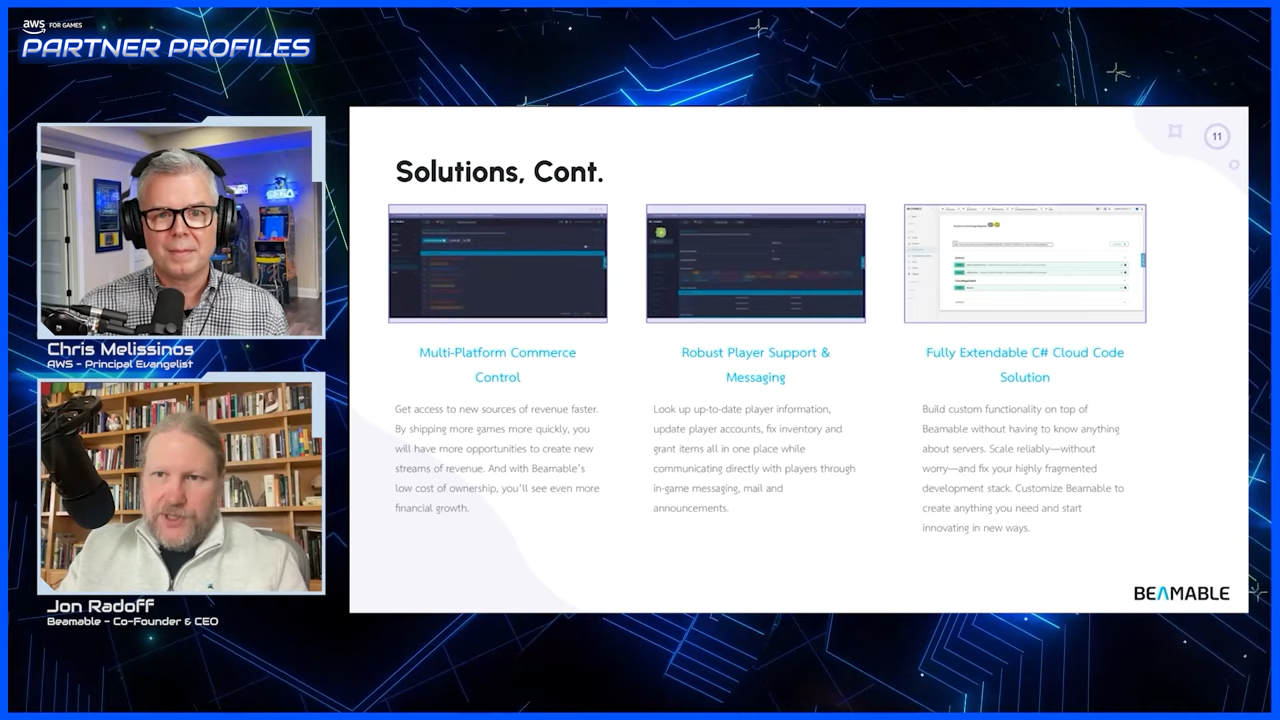 aws FOR GAMES
PARTNER PROFILES
Chris Melissinos
AWS – Principal Evangelist
Jon Radoff
Beamable – Co-Founder & CEO
11
Solutions, Cont.
Multi-Platform Commerce
Control
Get access to new sources of revenue faster.
By shipping more games more quickly, you
will have more opportunities to create new
streams of revenue. And with Beamable's
low cost of ownership, you'll see even more
financial growth.
Robust Player Support &
Messaging
Look up up-to-date player information,
update player accounts, fix inventory and
grant items all in one place while
communicating directly with players through
in-game messaging, mail and
announcements.
Fully Extendable C# Cloud Code
Solution
Build custom functionality on top of
Beamable without having to know anything
about servers. Scale reliably—without
worry—and fix your highly fragmented
development stack. Customize Beamable to
create anything you need and start
innovating in new ways.
BEAMABLE